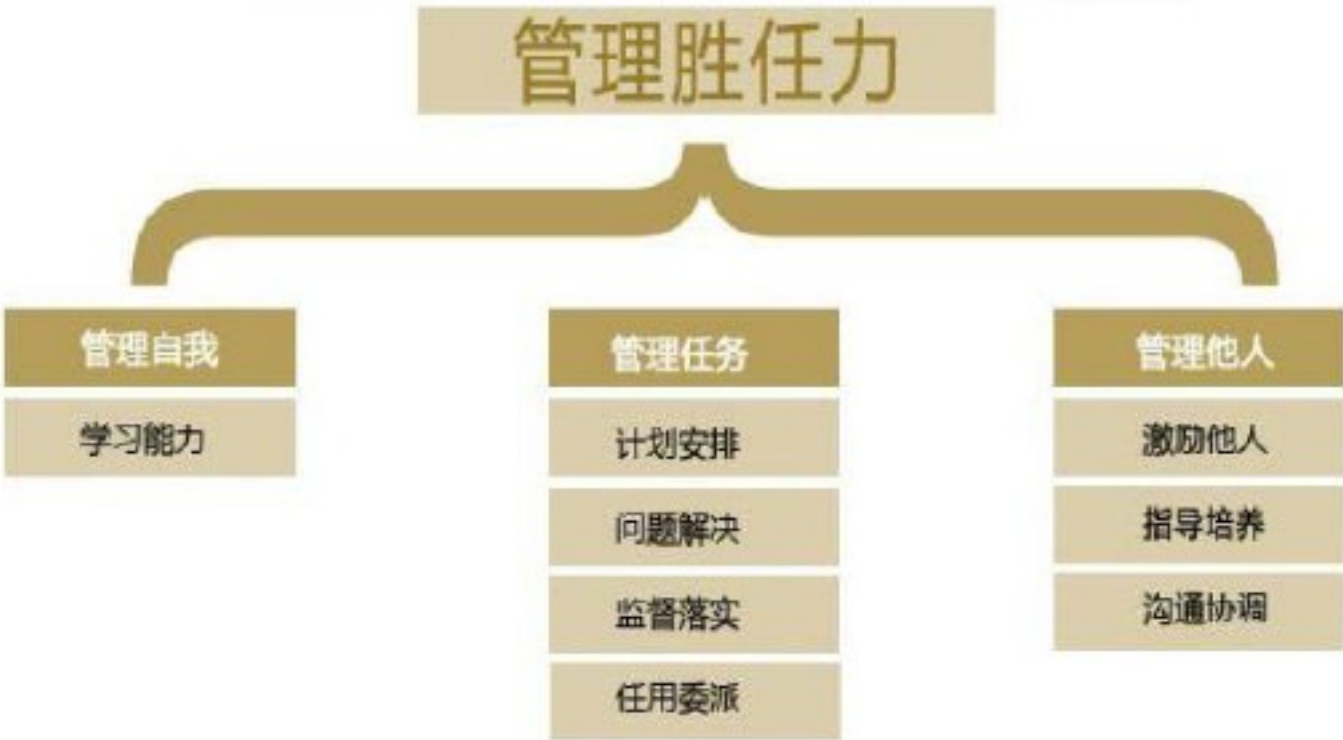 管理胜任力
管理自我
学习能力
管理任务
计划安排
问题解决
监督落实
任用委派
管理他人
激励他人
指导培养
沟通协调